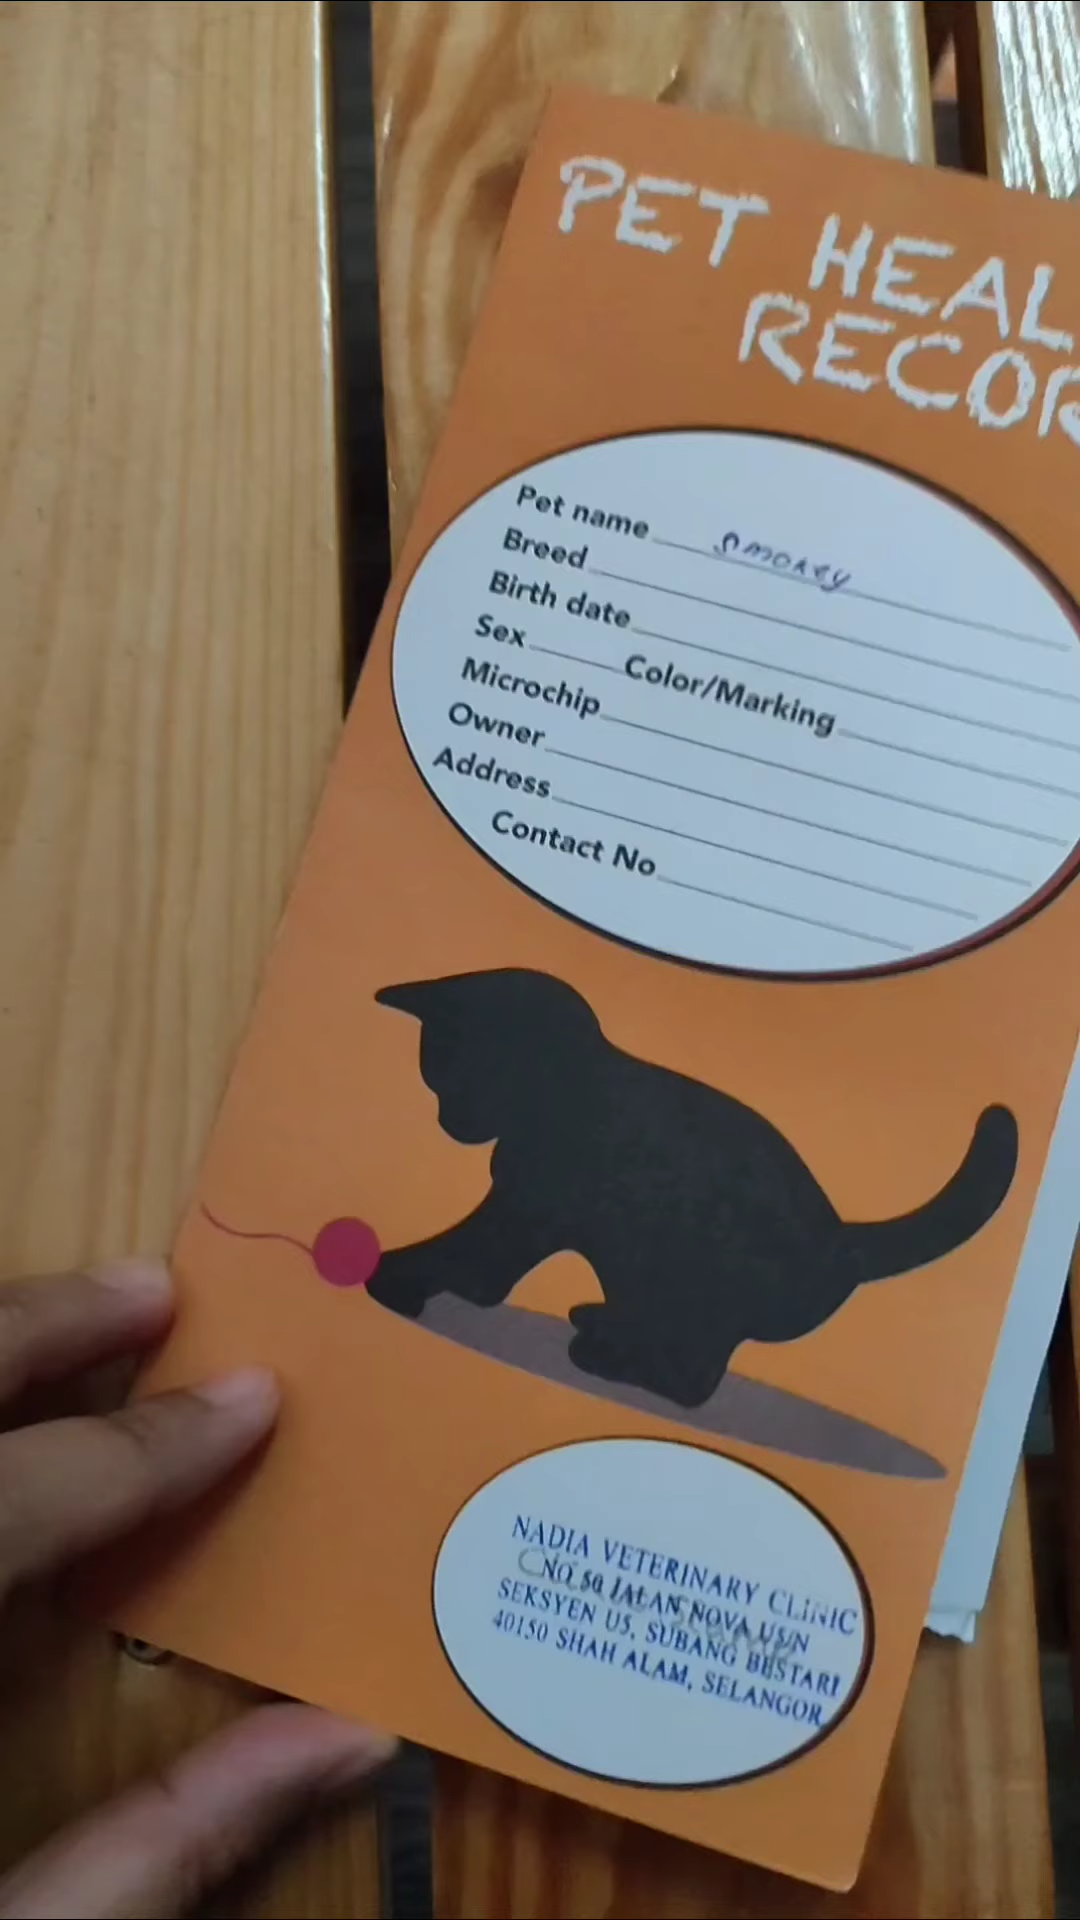 PET HEAL
RECOR
Pet name Smokey
Breed
Birth date
Sex Color/Marking
Microchip
Owner
Address
Contact No
NADIA VETERINARY CLINIC
NO 50 JALAN NOVA U5/N
SEKSYEN U5, SUBANG BESTARI
40150 SHAH ALAM, SELANGOR